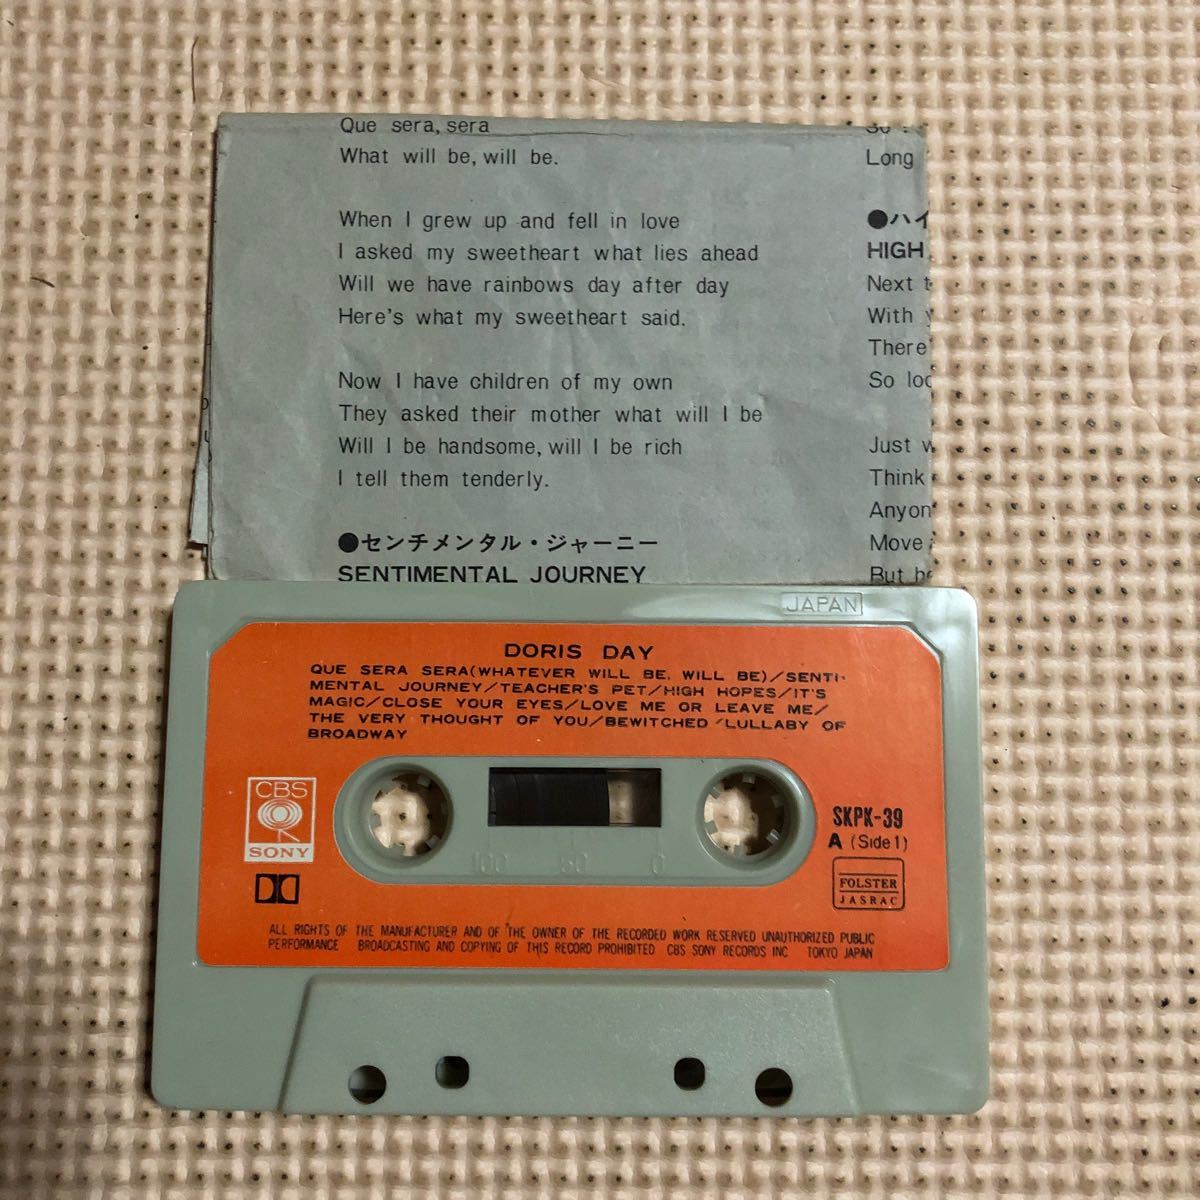 Que sera, sera
What will be, will be.
When I grew up and fell in love
I asked my sweetheart what lies ahead
Will we have rainbows day after day
Here's what my sweetheart said.
Now I have children of my own
They asked their mother what will I be
Will I be handsome, will I be rich
I tell them tenderly.
●センチメンタル・ジャーニー
SENTIMENTAL JOURNEY
So
Long
●ハイ
HIGH
Next t
With y
There'
So loo
Just w
Think
Anyon
Move a
But he
JAPAN
DORIS DAY
QUE SERA SERA(WHATEVER WILL BE, WILL BE)/SENTI-
MENTAL JOURNEY/TEACHER'S PET/HIGH HOPES/IT'S
MAGIC/CLOSE YOUR EYES/LOVE ME OR LEAVE ME/
THE VERY THOUGHT OF YOU/BEWITCHED/LULLABY OF
BROADWAY
CBS
SONY
100 50 0
SKPK-39
A (Side 1)
FOLSTER
JASRAC
ALL RIGHTS OF THE MANUFACTURER AND OF THE OWNER OF THE RECORDED WORK RESERVED UNAUTHORIZED PUBLIC
PERFORMANCE BROADCASTING AND COPYING OF THIS RECORD PROHIBITED CBS SONY RECORDS INC TOKYO JAPAN